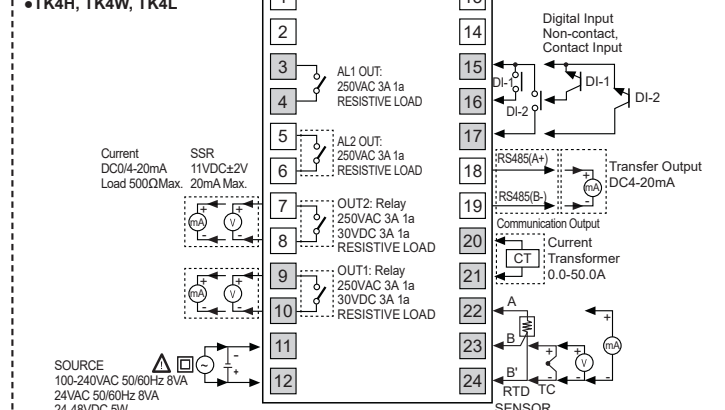 ●TK4H, TK4W, TK4L
2
3
4
5
6
7
8
9
10
11
12
14
15
16
17
18
19
20
21
22
23
24
AL1 OUT:
250VAC 3A 1a
RESISTIVE LOAD
AL2 OUT:
250VAC 3A 1a
RESISTIVE LOAD
OUT2: Relay
250VAC 3A 1a
30VDC 3A 1a
RESISTIVE LOAD
OUT1: Relay
250VAC 3A 1a
30VDC 3A 1a
RESISTIVE LOAD
Current
DC0/4-20mA
Load 500ΩMax.
SSR
11VDC±2V
20mA Max.
+ +
mA V
- -
+ +
mA V
- -
SOURCE
100-240VAC 50/60Hz 8VA
24VAC 50/60Hz 8VA
24-48VDC 5W
-
+
Digital Input
Non-contact,
Contact Input
DI-1
DI-2
DI-1
DI-2
RS485(A+)
RS485(B-)
Communication Output
+
mA
-
Transfer Output
DC4-20mA
CT
Current
Transformer
0.0-50.0A
A
B
B'
RTD
TC
+
V
-
+
mA
-
SENSOR